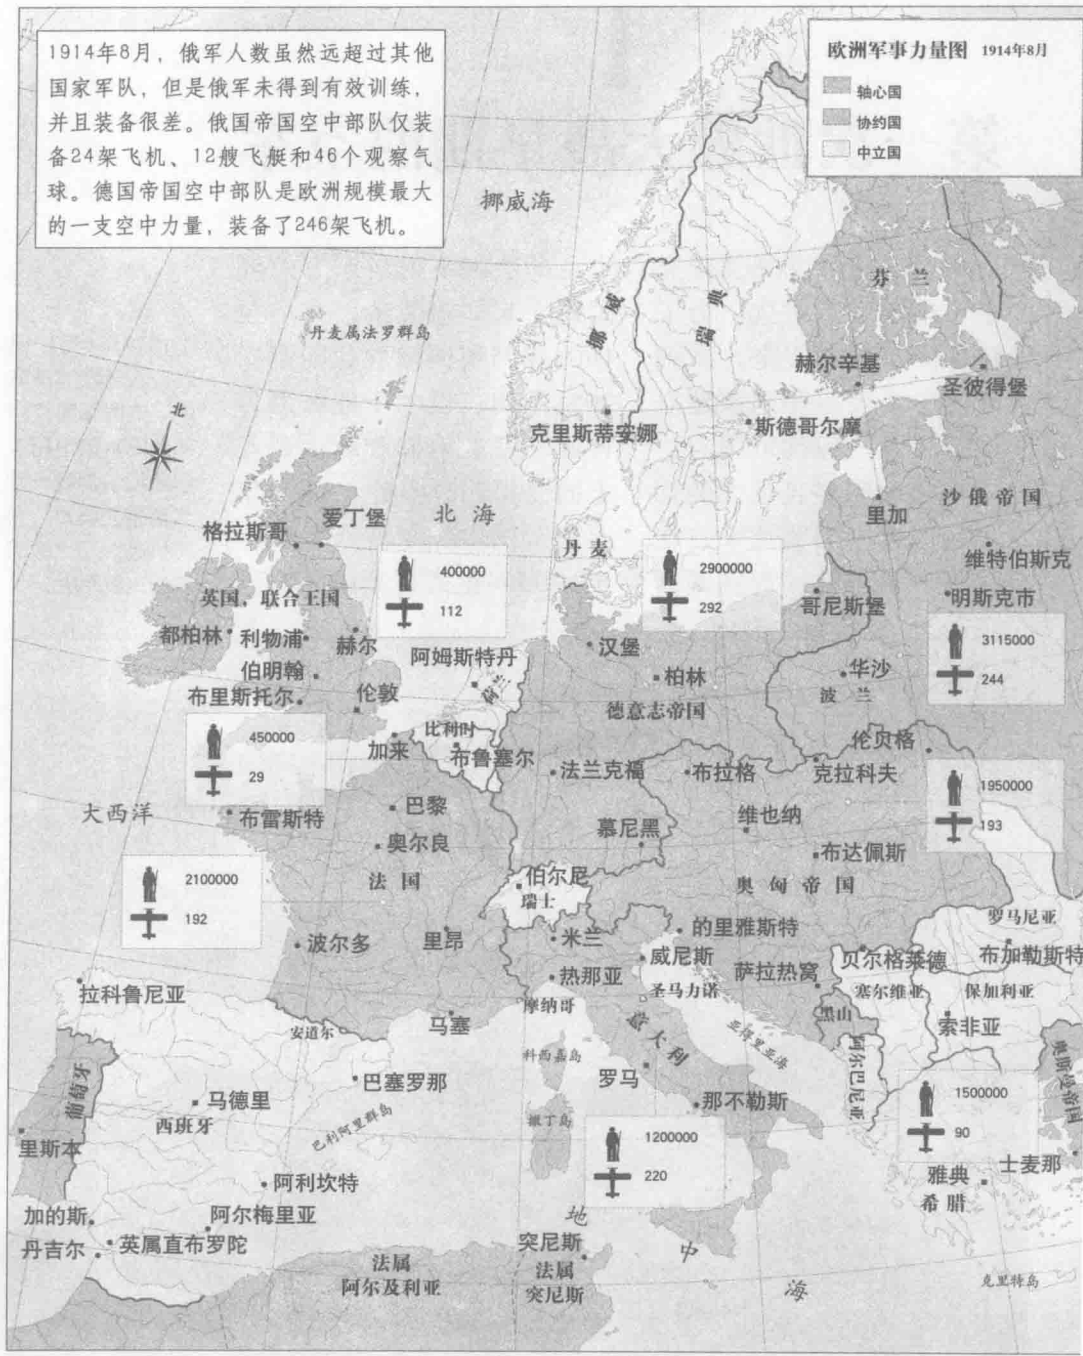 1914年8月，俄军人数虽然远超过其他
国家军队，但是俄军未得到有效训练，
并且装备很差。俄国帝国空中部队仅装
备24架飞机、12艘飞艇和46个观察气
球。德国帝国空中部队是欧洲规模最大
的一支空中力量，装备了246架飞机。
欧洲军事力量图 1914年8月
轴心国
协约国
中立国
挪威海
芬兰
挪威
瑞典
丹麦属法罗群岛
赫尔辛基
圣彼得堡
北
克里斯蒂安娜
斯德哥尔摩
沙俄帝国
里加
北海
爱丁堡
格拉斯哥
丹麦
维特伯斯克
400000
112
2900000
292
英国，联合王国
哥尼斯堡
明斯克市
都柏林
利物浦
赫尔
汉堡
3115000
244
伯明翰
阿姆斯特丹
荷兰
柏林
华沙
波兰
布里斯托尔
伦敦
德意志帝国
450000
29
比利时
加来
布鲁塞尔
伦贝格
法兰克福
布拉格
克拉科夫
1950000
193
大西洋
布雷斯特
巴黎
维也纳
慕尼黑
奥尔良
布达佩斯
法国
伯尔尼
瑞士
奥匈帝国
2100000
192
罗马尼亚
波尔多
里昂
米兰
的里雅斯特
威尼斯
贝尔格莱德
布加勒斯特
热那亚
萨拉热窝
拉科鲁尼亚
圣马力诺
塞尔维亚
保加利亚
摩纳哥
黑山
安道尔
马塞
意大利
亚得里亚海
索非亚
科西嘉岛
阿尔巴尼亚
奥斯曼帝国
葡萄牙
巴塞罗那
罗马
马德里
西班牙
巴利阿里群岛
撒丁岛
那不勒斯
1500000
90
里斯本
1200000
220
士麦那
雅典
希腊
阿利坎特
加的斯
阿尔梅里亚
丹吉尔
英属直布罗陀
地中海
突尼斯
法属
阿尔及利亚
法属
突尼斯
克里特岛